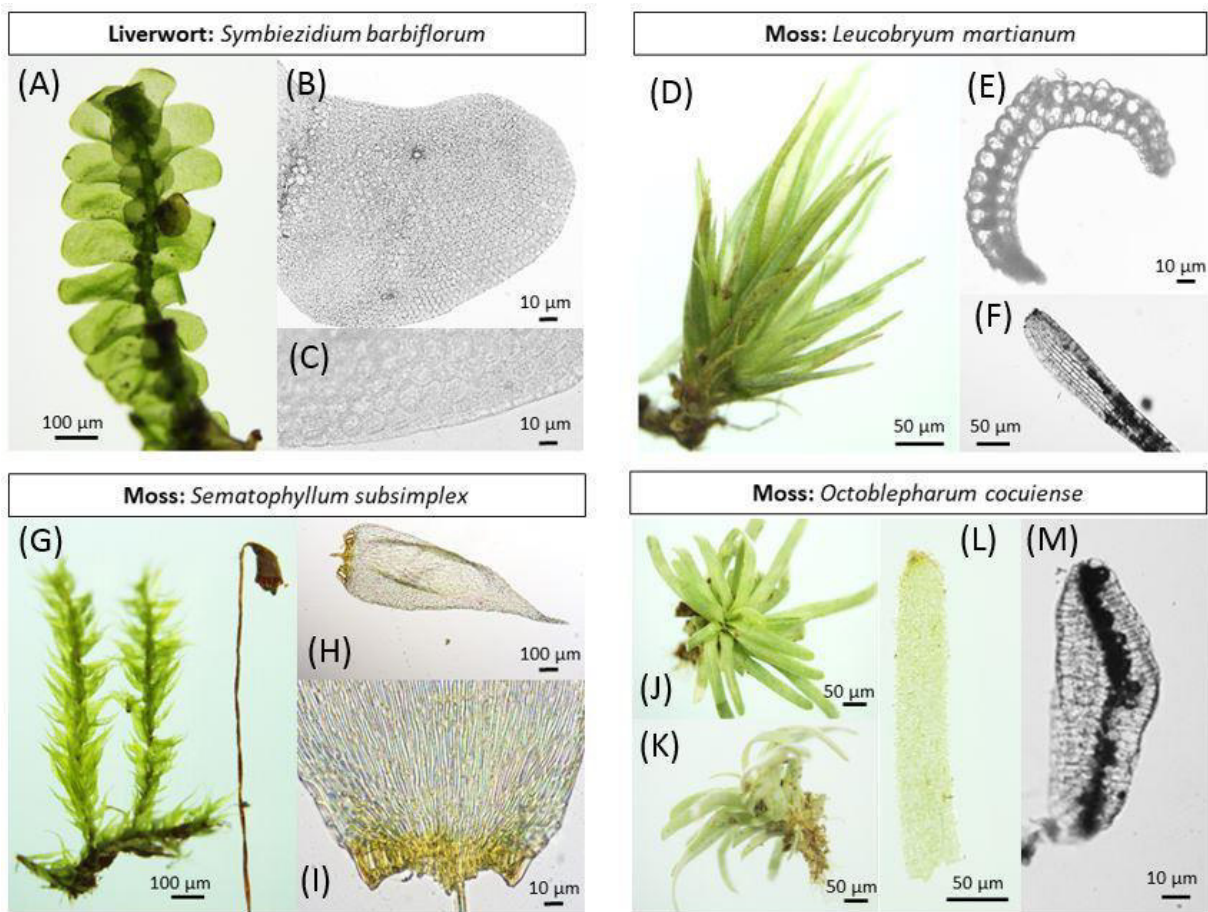 Liverwort: Symbiezidium barbiflorum
(A)
(B)
10 µm
(C)
100 µm
10 µm
Moss: Leucobryum martianum
(D)
(E)
10 µm
(F)
50 µm
50 µm
Moss: Sematophyllum subsimplex
(G)
(H)
100 µm
(I)
100 µm
10 µm
Moss: Octoblepharum cocuiense
(J)
50 µm
(K)
50 µm
(L)
50 µm
(M)
10 µm